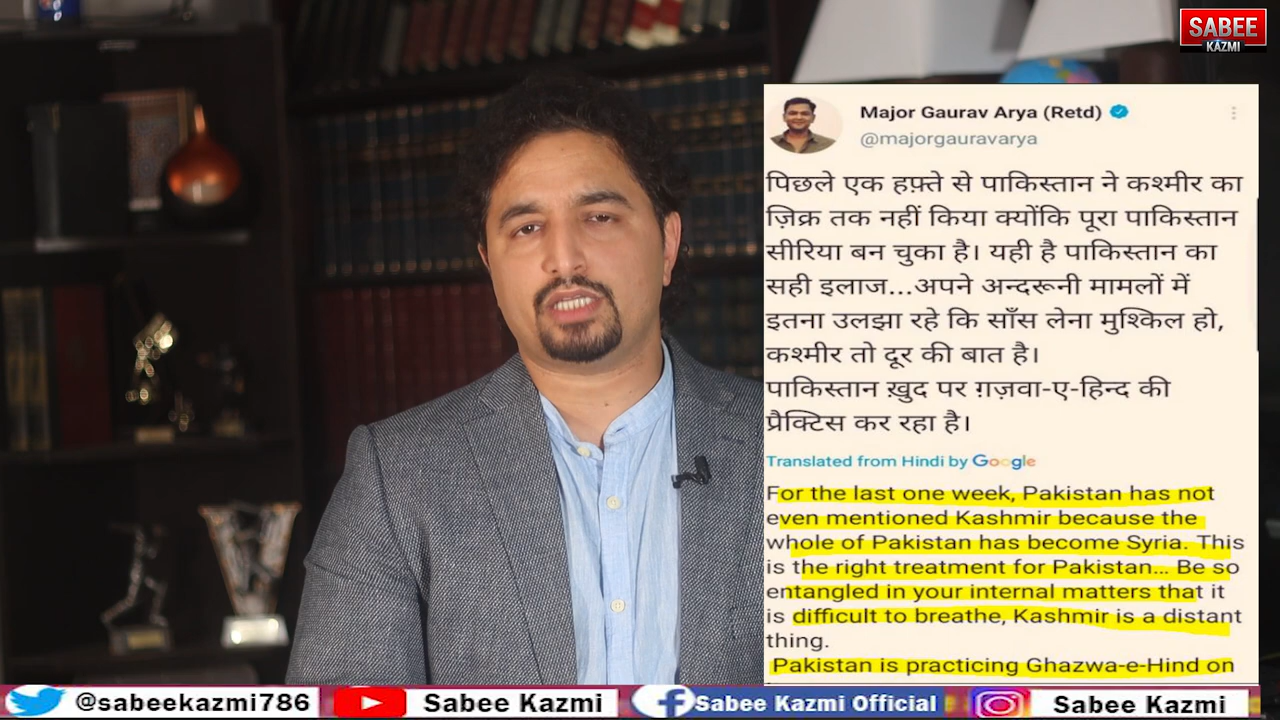 SABEE
KAZMI
Major Gaurav Arya (Retd)
@majorgauravarya
पिछले एक हफ़्ते से पाकिस्तान ने कश्मीर का
ज़िक्र तक नहीं किया क्योंकि पूरा पाकिस्तान
सीरिया बन चुका है। यही है पाकिस्तान का
सही इलाज...अपने अन्दरूनी मामलों में
इतना उलझा रहे कि साँस लेना मुश्किल हो,
कश्मीर तो दूर की बात है।
पाकिस्तान ख़ुद पर ग़ज़वा-ए-हिन्द की
प्रैक्टिस कर रहा है।
Translated from Hindi by Google
For the last one week, Pakistan has not
even mentioned Kashmir because the
whole of Pakistan has become Syria. This
is the right treatment for Pakistan... Be so
entangled in your internal matters that it
is difficult to breathe, Kashmir is a distant
thing.
Pakistan is practicing Ghazwa-e-Hind on
@sabeekazmi786
Sabee Kazmi
Sabee Kazmi Official
Sabee Kazmi